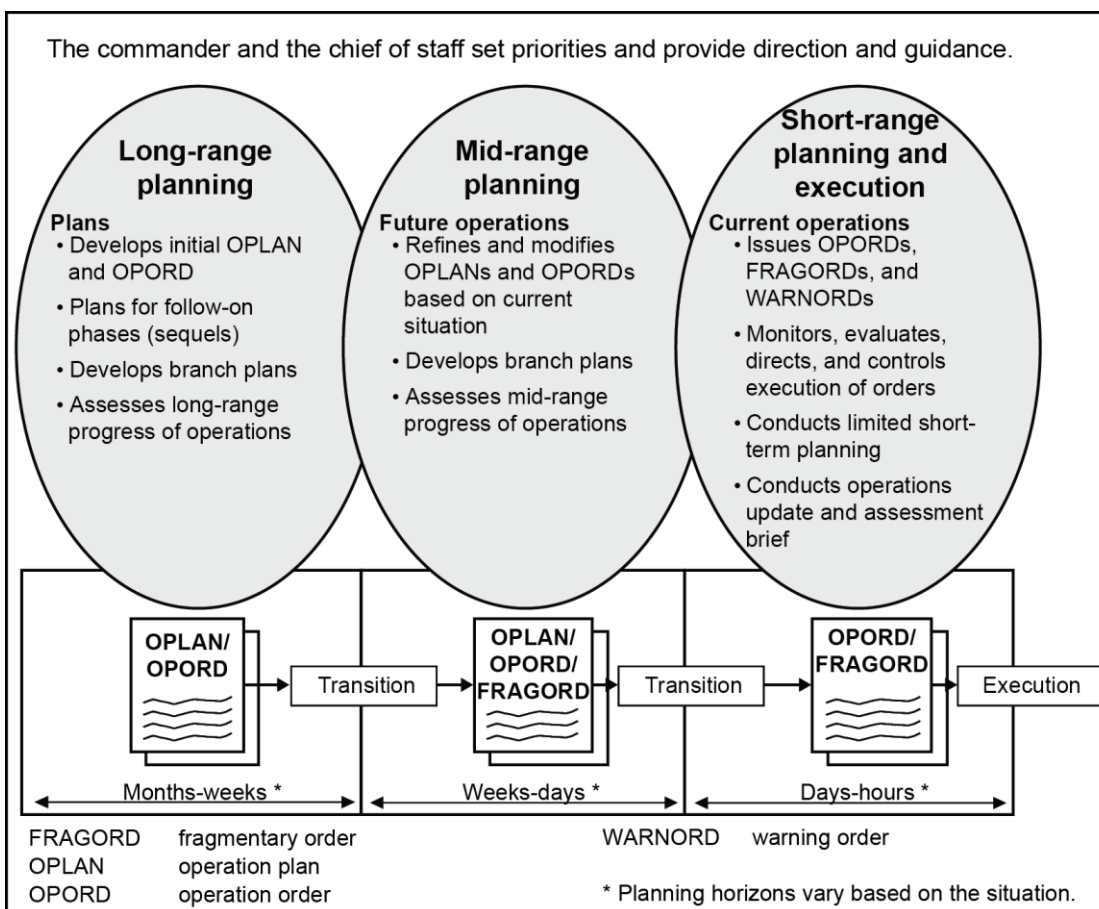 The commander and the chief of staff set priorities and provide direction and guidance.
Long-range
planning
Plans
• Develops initial OPLAN
and OPORD
• Plans for follow-on
phases (sequels)
• Develops branch plans
• Assesses long-range
progress of operations
Mid-range
planning
Future operations
• Refines and modifies
OPLANs and OPORDs
based on current
situation
• Develops branch plans
• Assesses mid-range
progress of operations
Short-range
planning and
execution
Current operations
• Issues OPORDs,
FRAGORDs, and
WARNORDs
• Monitors, evaluates,
directs, and controls
execution of orders
• Conducts limited short-
term planning
• Conducts operations
update and assessment
brief
OPLAN/
OPORD
Transition
OPLAN/
OPORD/
FRAGORD
Transition
OPORD/
FRAGORD
Execution
Months-weeks *
Weeks-days *
Days-hours *
FRAGORD fragmentary order
OPLAN operation plan
OPORD operation order
WARNORD warning order
* Planning horizons vary based on the situation.